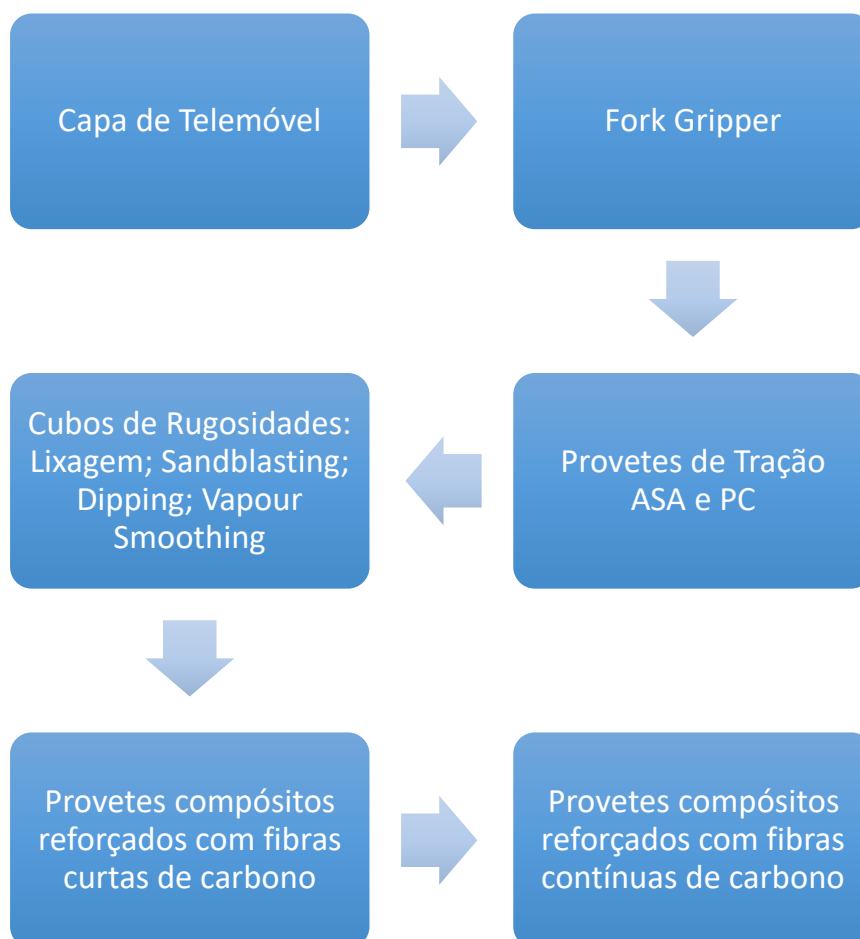 Capa de Telemóvel
Fork Gripper
Provetes de Tração
ASA e PC
Cubos de Rugosidades:
Lixagem; Sandblasting;
Dipping; Vapour
Smoothing
Provetes compósitos
reforçados com fibras
curtas de carbono
Provetes compósitos
reforçados com fibras
contínuas de carbono